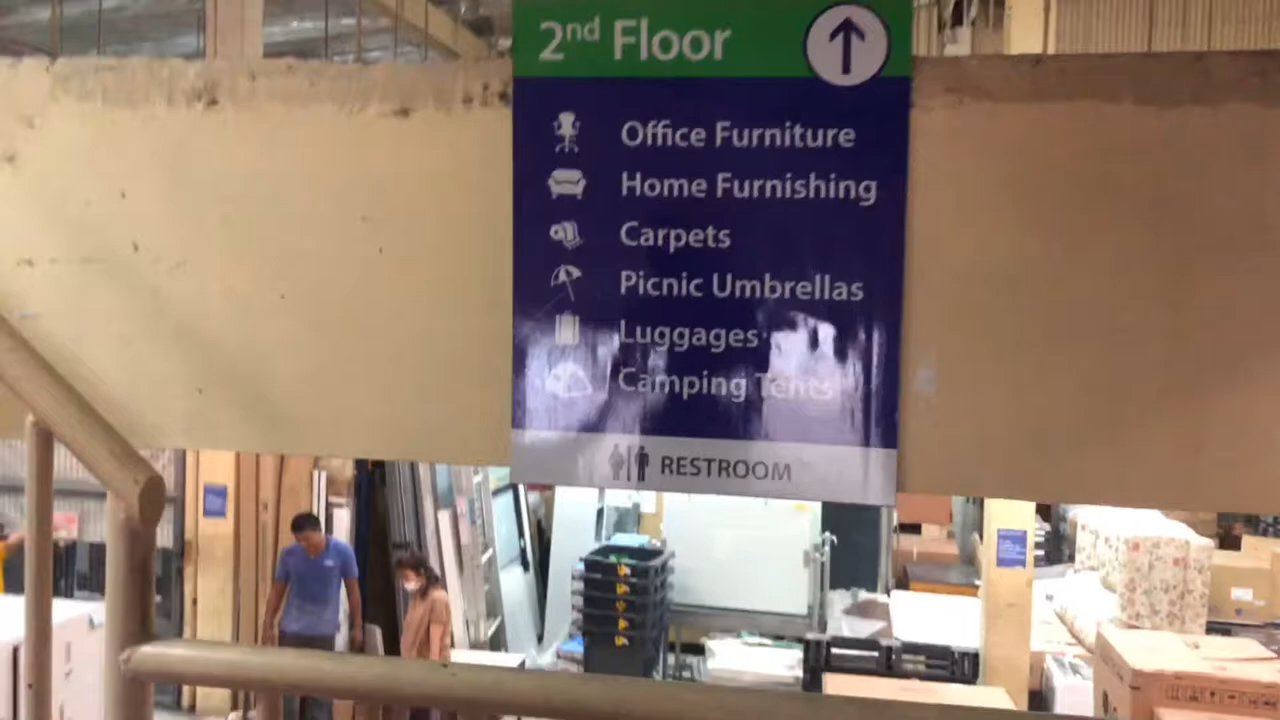 2nd Floor
Office Furniture
Home Furnishing
Carpets
Picnic Umbrellas
Luggages
Camping Tents
RESTROOM